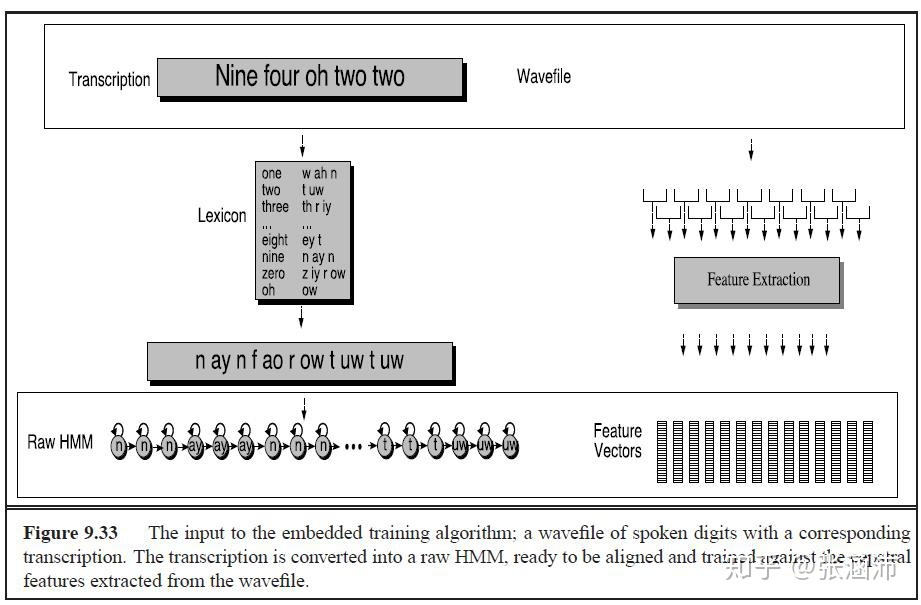 Transcription
Nine four oh two two
Wavefile
Lexicon
one w ah n
two t uw
three th r iy
... ...
eight ey t
nine n ay n
zero z iy r ow
oh ow
Feature Extraction
n ay n f ao r ow t uw t uw
Raw HMM
n n n ay ay ay n n n ... t t t uw uw uw
Feature
Vectors
Figure 9.33 The input to the embedded training algorithm; a wavefile of spoken digits with a corresponding
transcription. The transcription is converted into a raw HMM, ready to be aligned and trained against the cepstral
features extracted from the wavefile.
知乎 @张涵沛